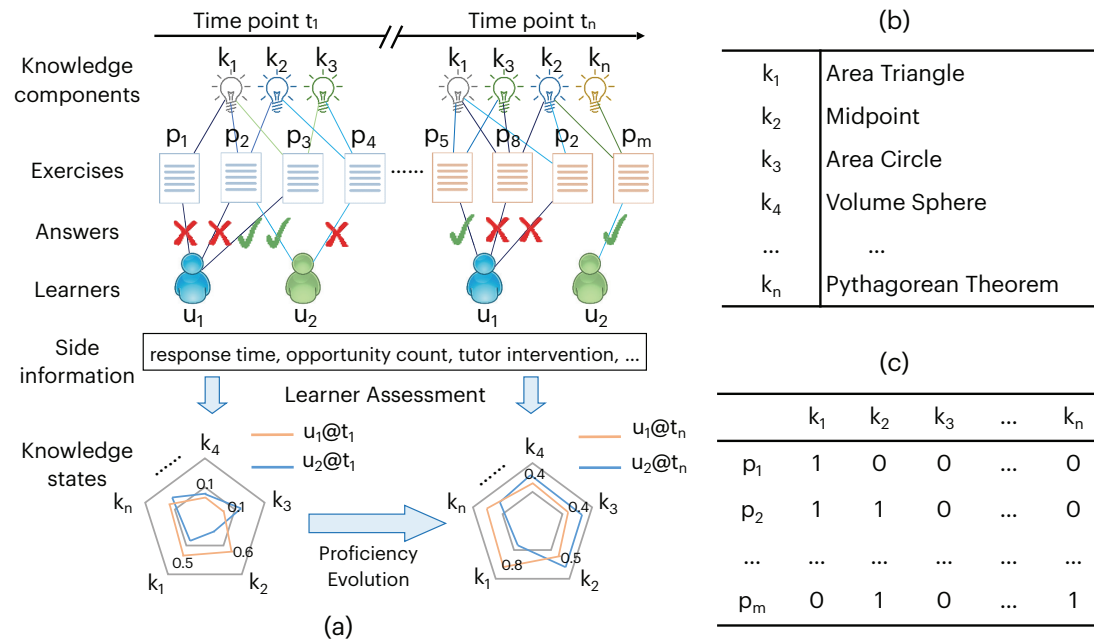 Time point t1 Time point tn
Knowledge components
k1 k2 k3 k1 k3 k2 kn
p1 p2 p3 p4 p5 p8 p2 pm
Exercises ......
Answers
Learners
u1 u2 u1 u2
Side information
response time, opportunity count, tutor intervention, ...
Learner Assessment
Knowledge states
u1@t1
u2@t1
k4
......
kn
k3
0.1
0.1
0.5
0.6
k1
k2
Proficiency Evolution
u1@tn
u2@tn
k4
......
kn
k3
0.4
0.4
0.8
0.5
k1
k2
(a)
(b)
k1 Area Triangle
k2 Midpoint
k3 Area Circle
k4 Volume Sphere
... ...
kn Pythagorean Theorem
(c)
k1 k2 k3 ... kn
p1 1 0 0 ... 0
p2 1 1 0 ... 0
... ... ... ... ... ...
pm 0 1 0 ... 1